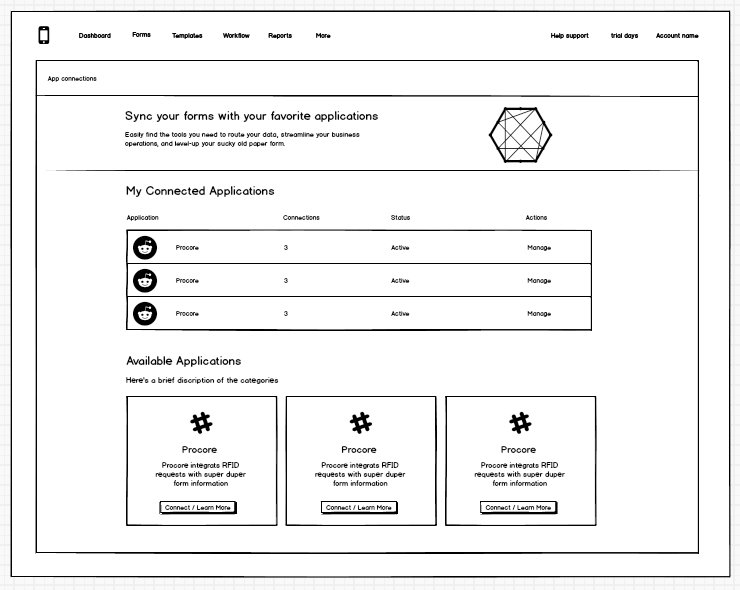 Dashboard Forms Templates Workflow Reports More Help support trial days Account name
App connections
Sync your forms with your favorite applications
Easily find the tools you need to route your data, streamline your business
operations, and level-up your sucky old paper form.
My Connected Applications
Application Connections Status Actions
Procore 3 Active Manage
Procore 3 Active Manage
Procore 3 Active Manage
Available Applications
Here's a brief discription of the categories
Procore
Procore integrats RFID
requests with super duper
form information
Connect / Learn More
Procore
Procore integrats RFID
requests with super duper
form information
Connect / Learn More
Procore
Procore integrats RFID
requests with super duper
form information
Connect / Learn More